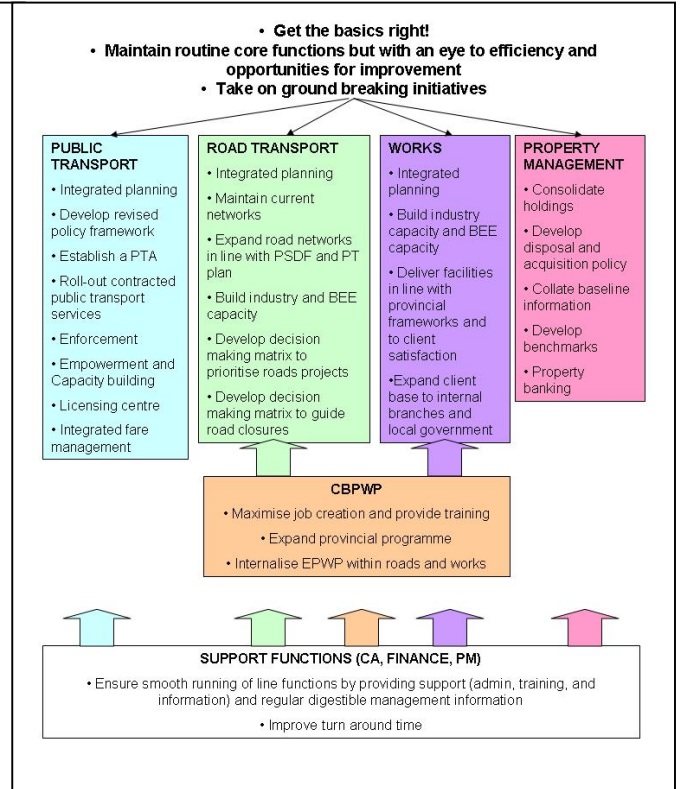 • Get the basics right!
• Maintain routine core functions but with an eye to efficiency and
opportunities for improvement
• Take on ground breaking initiatives
PUBLIC
TRANSPORT
• Integrated planning
• Develop revised
policy framework
• Establish a PTA
• Roll-out contracted
public transport
services
• Enforcement
• Empowerment and
Capacity building
• Licensing centre
• Integrated fare
management
ROAD TRANSPORT
• Integrated planning
• Maintain current
networks
• Expand road networks
in line with PSDF and PT
plan
• Build industry and BEE
capacity
• Develop decision
making matrix to
prioritise roads projects
• Develop decision
making matrix to guide
road closures
WORKS
• Integrated
planning
• Build industry
capacity and BEE
capacity
• Deliver facilities in
line with
provincial
frameworks and
to client
satisfaction
•Expand client
base to internal
branches and
local government
PROPERTY
MANAGEMENT
• Consolidate
holdings
• Develop
disposal and
acquisition policy
• Collate baseline
information
• Develop
benchmarks
• Property
banking
CBPWP
• Maximise job creation and provide training
• Expand provincial programme
• Internalise EPWP within roads and works
SUPPORT FUNCTIONS (CA, FINANCE, PM)
• Ensure smooth running of line functions by providing support (admin, training, and
information) and regular digestible management information
• Improve turn around time